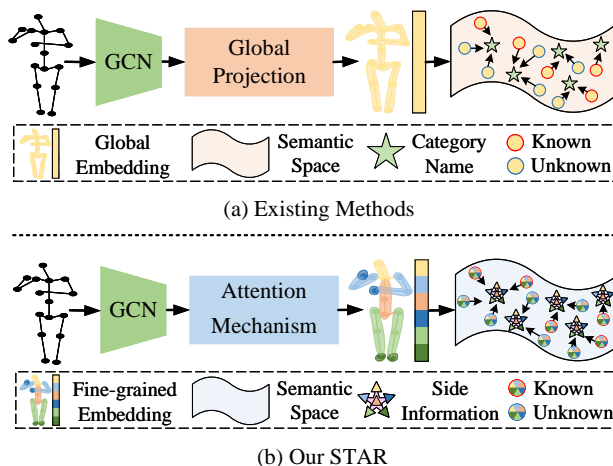 GCN
Global
Projection
Global
Embedding
Semantic
Space
Category
Name
Known
Unknown
(a) Existing Methods
GCN
Attention
Mechanism
Fine-grained
Embedding
Semantic
Space
Side
Information
Known
Unknown
(b) Our STAR